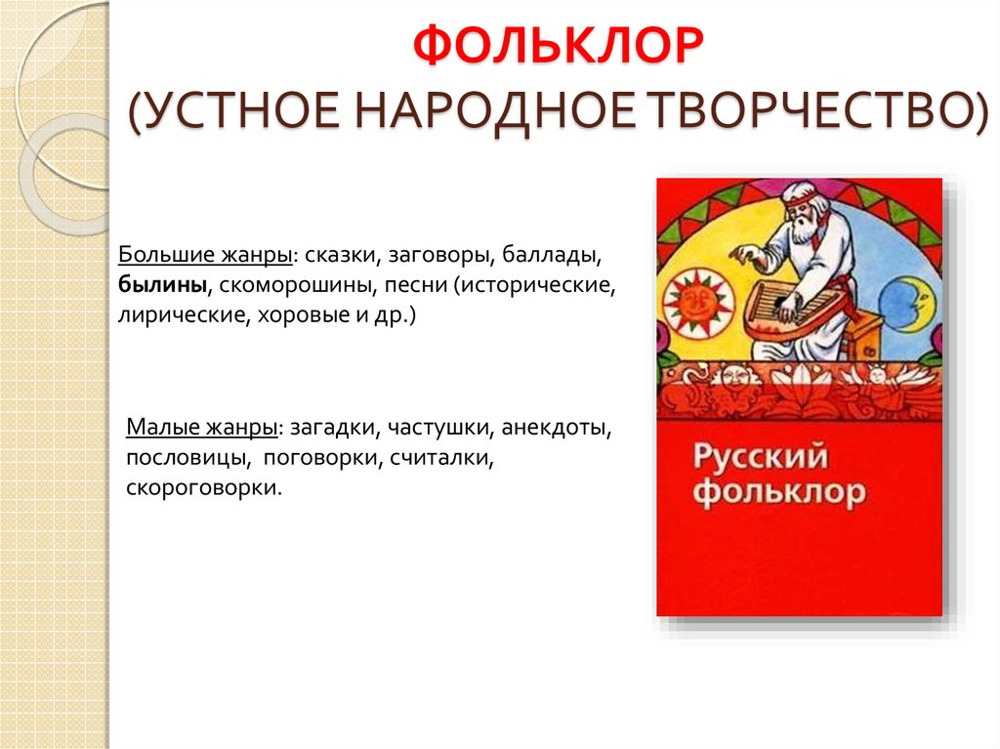 ФОЛЬКЛОР
(УСТНОЕ НАРОДНОЕ ТВОРЧЕСТВО)
Большие жанры: сказки, заговоры, баллады,
былины, скоморошины, песни (исторические,
лирические, хоровые и др.)
Малые жанры: загадки, частушки, анекдоты,
пословицы, поговорки, считалки,
скороговорки.
Русский
фольклор